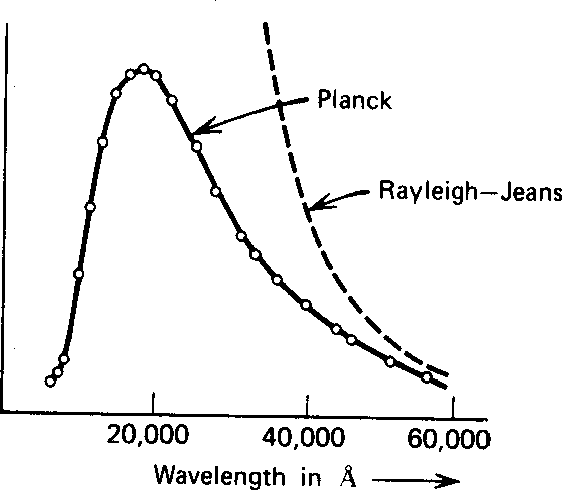 Planck
Rayleigh–Jeans
20,000 40,000 60,000
Wavelength in Å